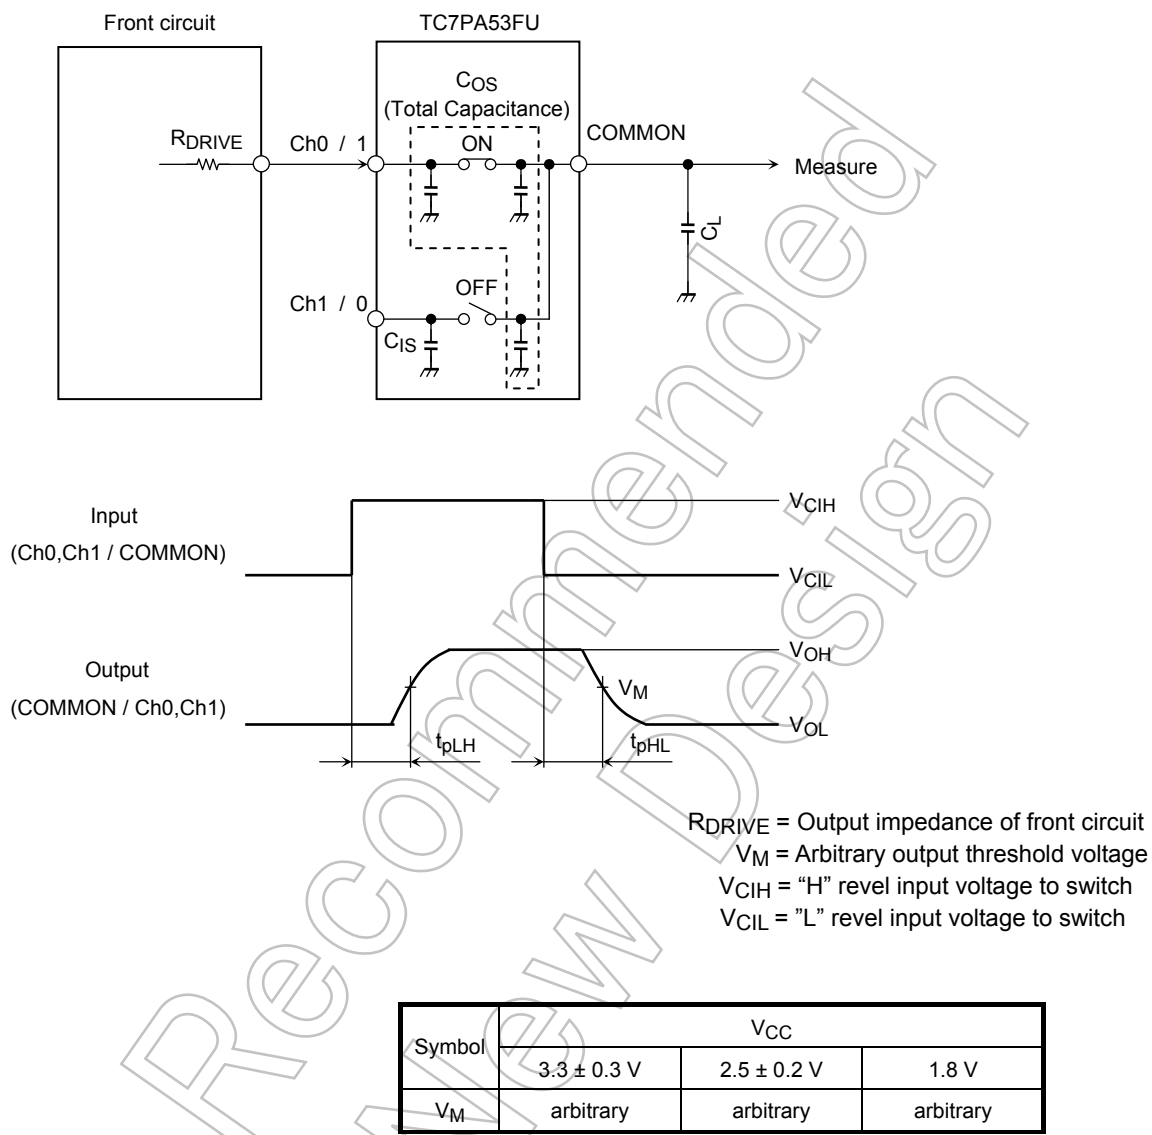 Front circuit
TC7PA53FU
COS
(Total Capacitance)
RDRIVE
Ch0 / 1
ON
COMMON
Measure
CL
Ch1 / 0
OFF
CIS
Input
(Ch0,Ch1 / COMMON)
VCIH
VCIL
Output
(COMMON / Ch0,Ch1)
VOH
VM
VOL
tpLH
tpHL
RDRIVE = Output impedance of front circuit
VM = Arbitrary output threshold voltage
VCIH = “H” revel input voltage to switch
VCIL = ”L” revel input voltage to switch
Symbol
VCC
3.3 ± 0.3 V
2.5 ± 0.2 V
1.8 V
VM
arbitrary
arbitrary
arbitrary
Recommended
New Design